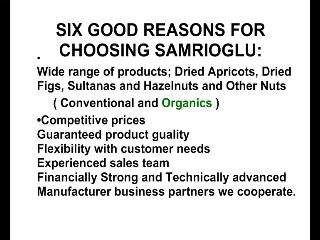 SIX GOOD REASONS FOR
CHOOSING SAMRIOGLU:
•
Wide range of products; Dried Apricots, Dried
Figs, Sultanas and Hazelnuts and Other Nuts
( Conventional and Organics )
•Competitive prices
Guaranteed product guality
Flexibility with customer needs
Experienced sales team
Financially Strong and Technically advanced
Manufacturer business partners we cooperate.